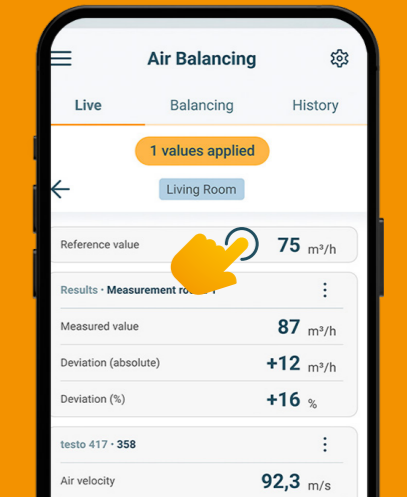 Air Balancing
Live Balancing History
1 values applied
Living Room
Reference value 75 m³/h
Results • Measurement
Measured value 87 m³/h
Deviation (absolute) +12 m³/h
Deviation (%) +16 %
testo 417 • 358
Air velocity 92,3 m/s